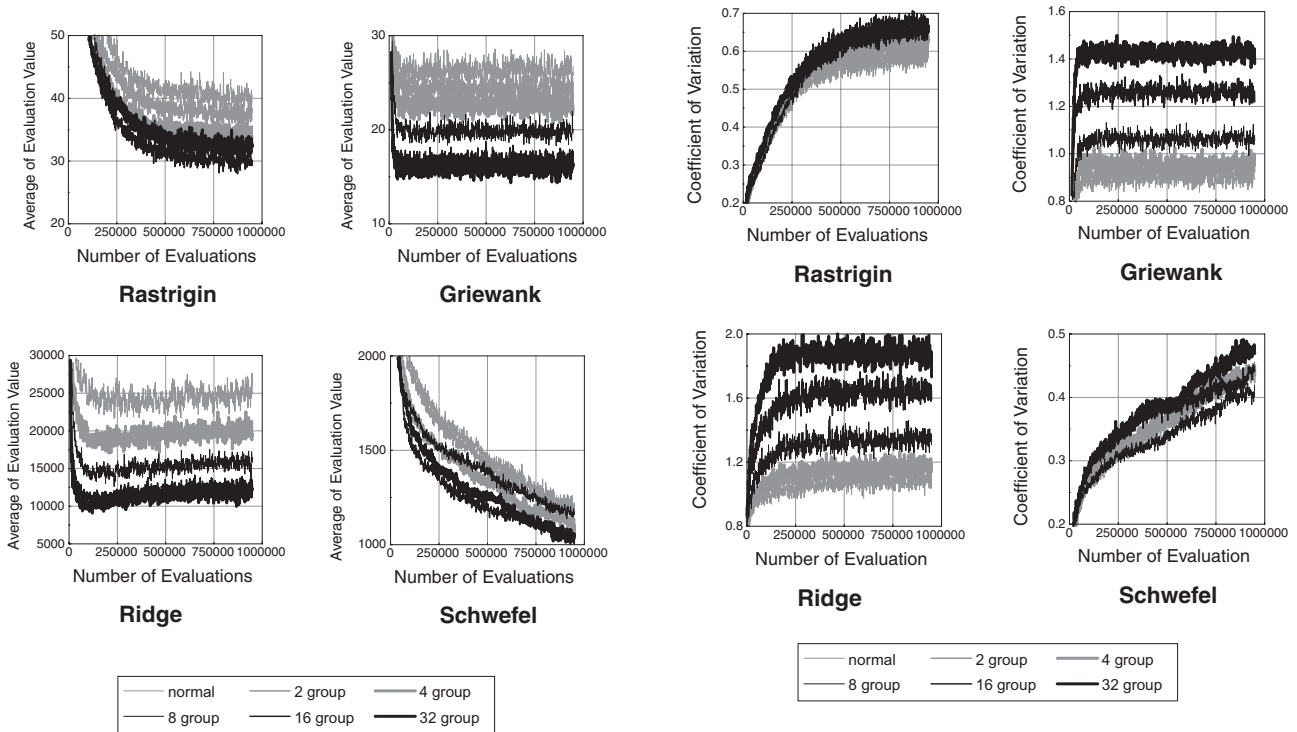 Average of Evaluation Value
50
40
30
20
0
250000
500000
750000
1000000
Number of Evaluations
Rastrigin
Average of Evaluation Value
30
20
10
0
250000
500000
750000
1000000
Number of Evaluations
Griewank
Coefficient of Variation
0.7
0.6
0.5
0.4
0.3
0.2
0
250000
500000
750000
1000000
Number of Evaluations
Rastrigin
Coefficient of Variation
1.6
1.4
1.2
1.0
0.8
0
250000
500000
750000
1000000
Number of Evaluation
Griewank
Average of Evaluation Value
30000
25000
20000
15000
10000
5000
0
250000
500000
750000
1000000
Number of Evaluations
Ridge
Average of Evaluation Value
2000
1500
1000
0
250000
500000
750000
1000000
Number of Evaluations
Schwefel
Coefficient of Variation
2.0
1.6
1.2
0.8
0
250000
500000
750000
1000000
Number of Evaluations
Ridge
Coefficient of Variation
0.5
0.4
0.3
0.2
0
250000
500000
750000
1000000
Number of Evaluation
Schwefel
normal 2 group 4 group
8 group 16 group 32 group
normal 2 group 4 group
8 group 16 group 32 group